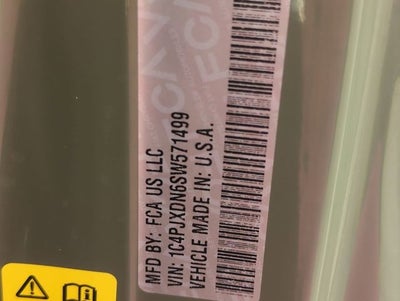 MFD BY: FCA US LLC
VIN: 1C4PJXDN6SW571499
VEHICLE MADE IN: U.S.A.